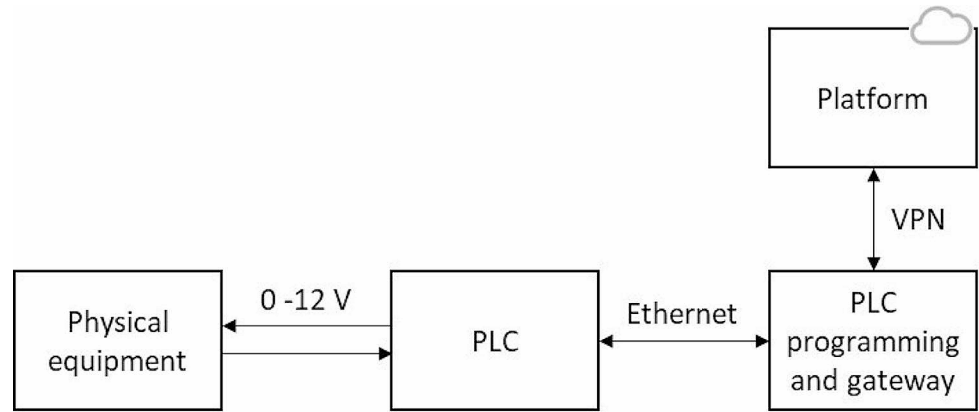 Platform
VPN
0 -12 V
Physical
equipment
PLC
Ethernet
PLC
programming
and gateway